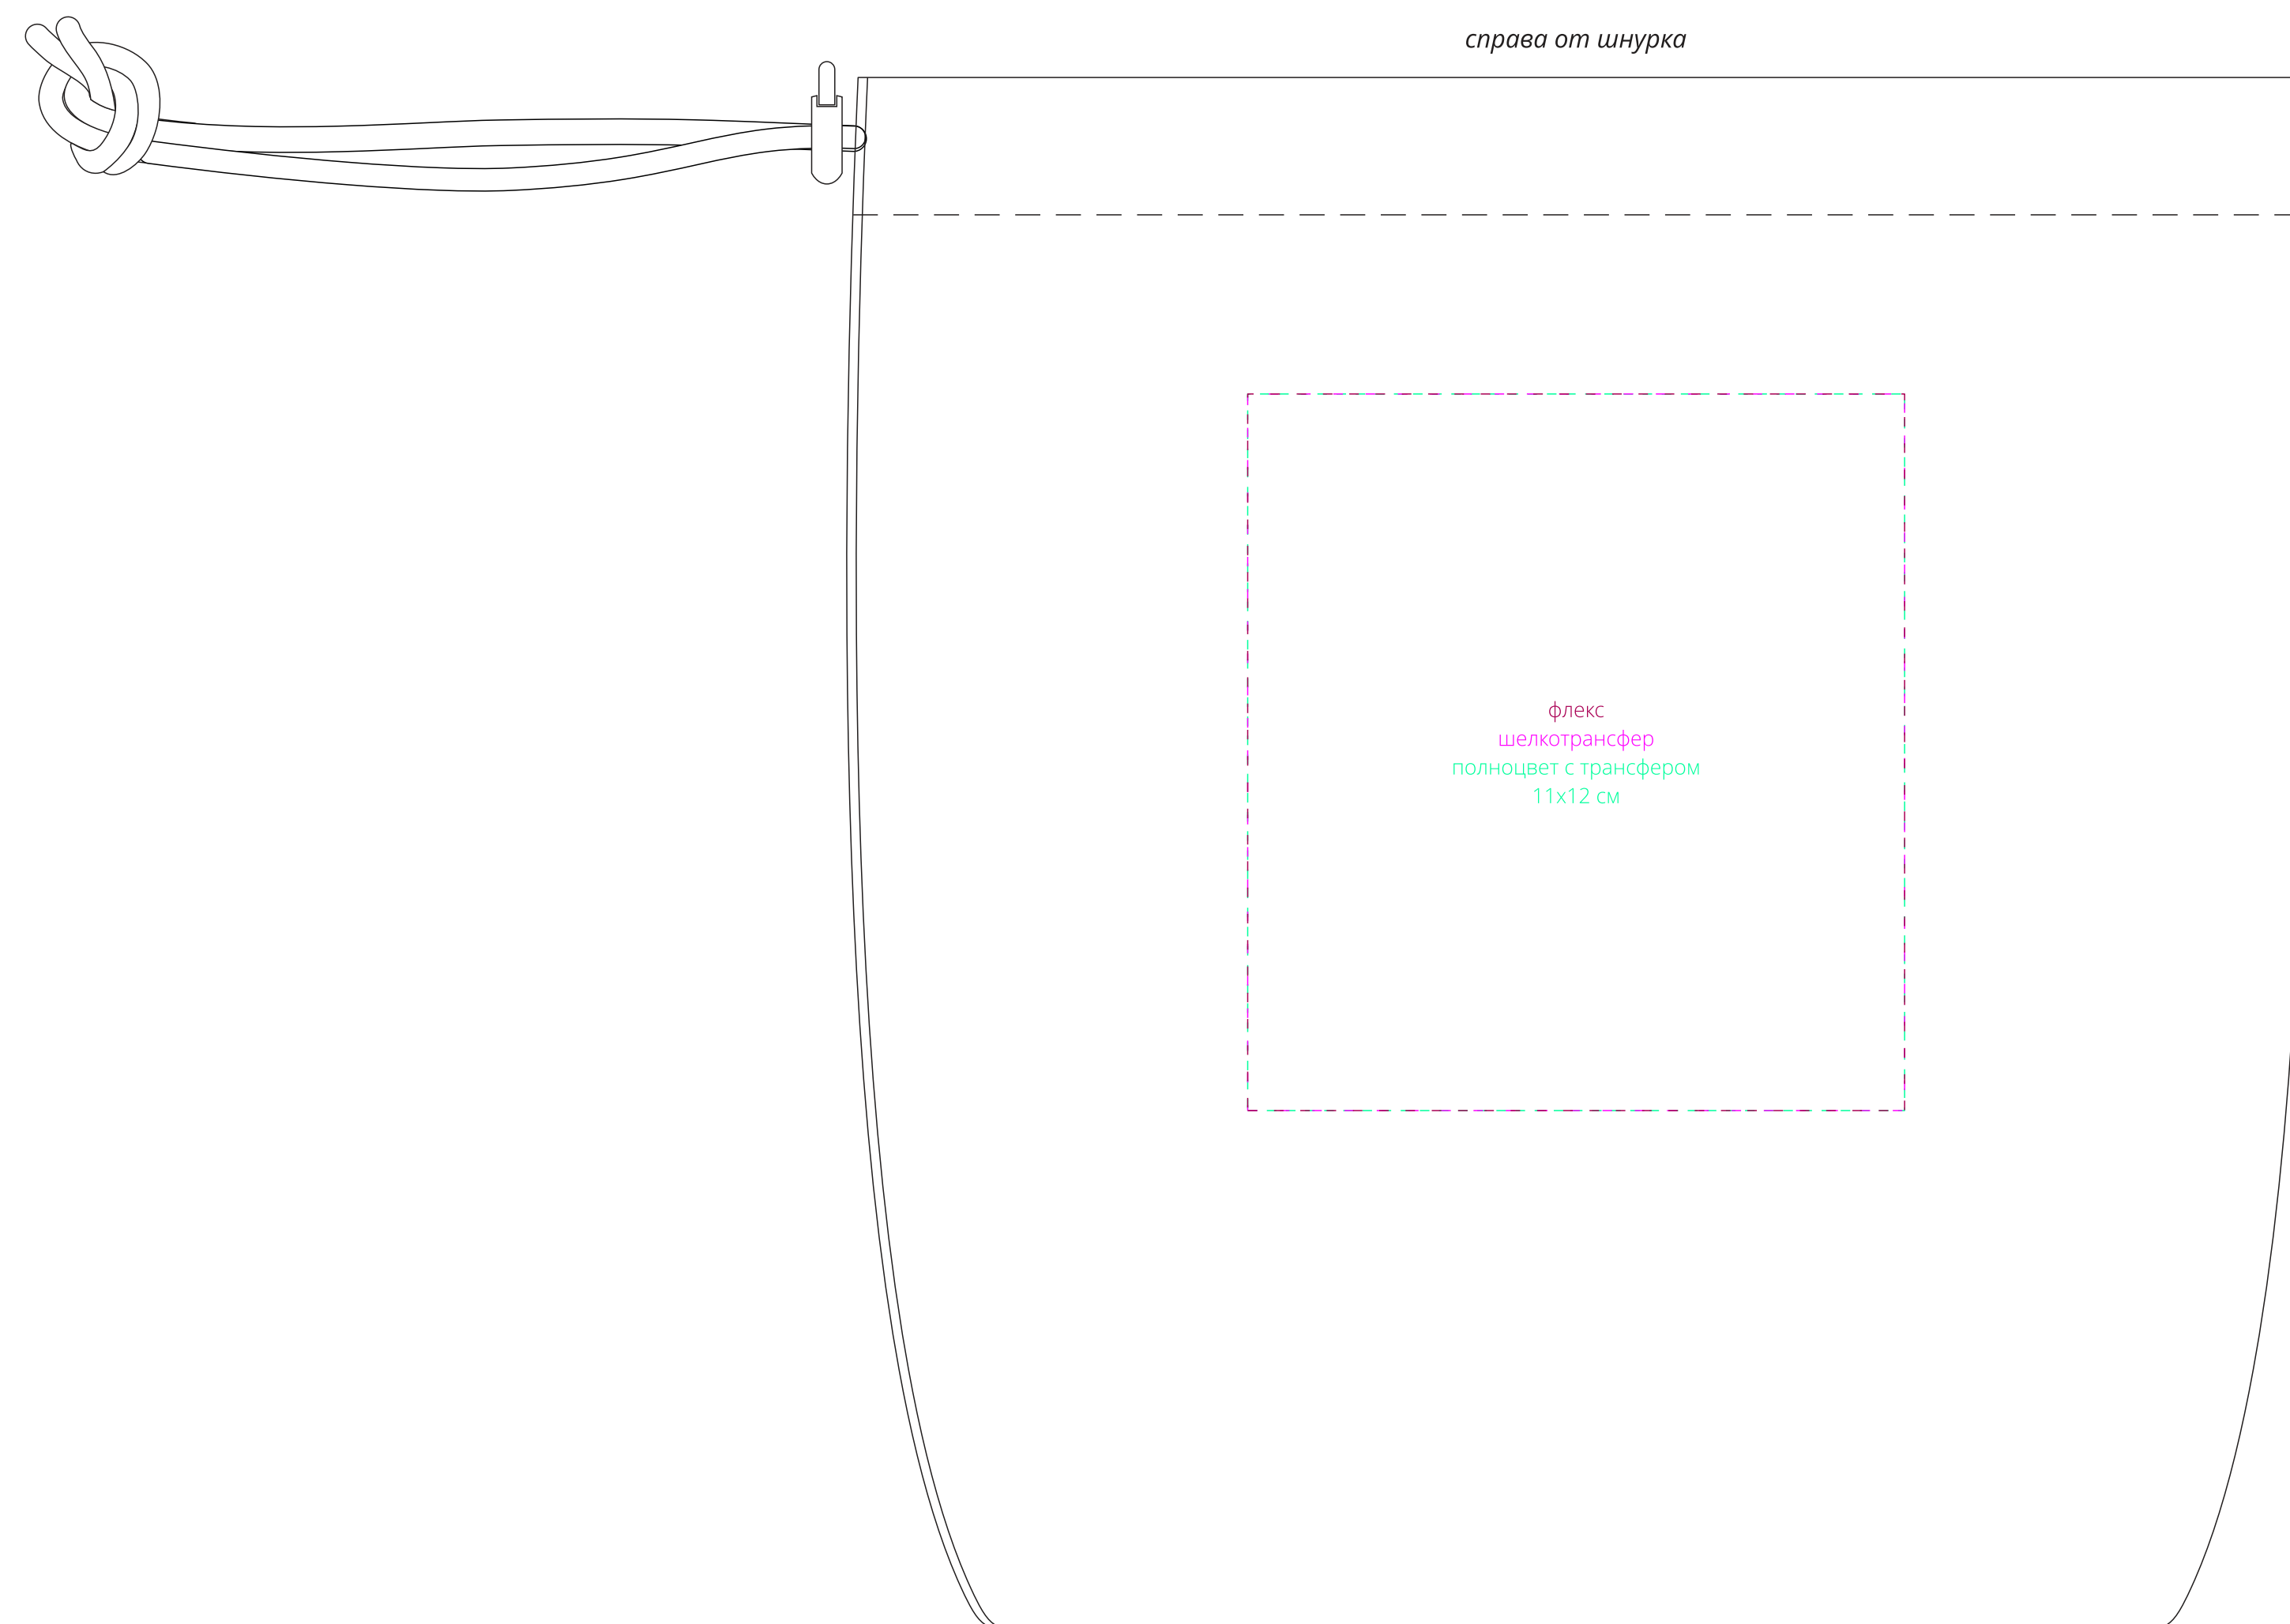 справа от шнурка
флекс
шелкотрансфер
полноцвет с трансфером
11х12 см